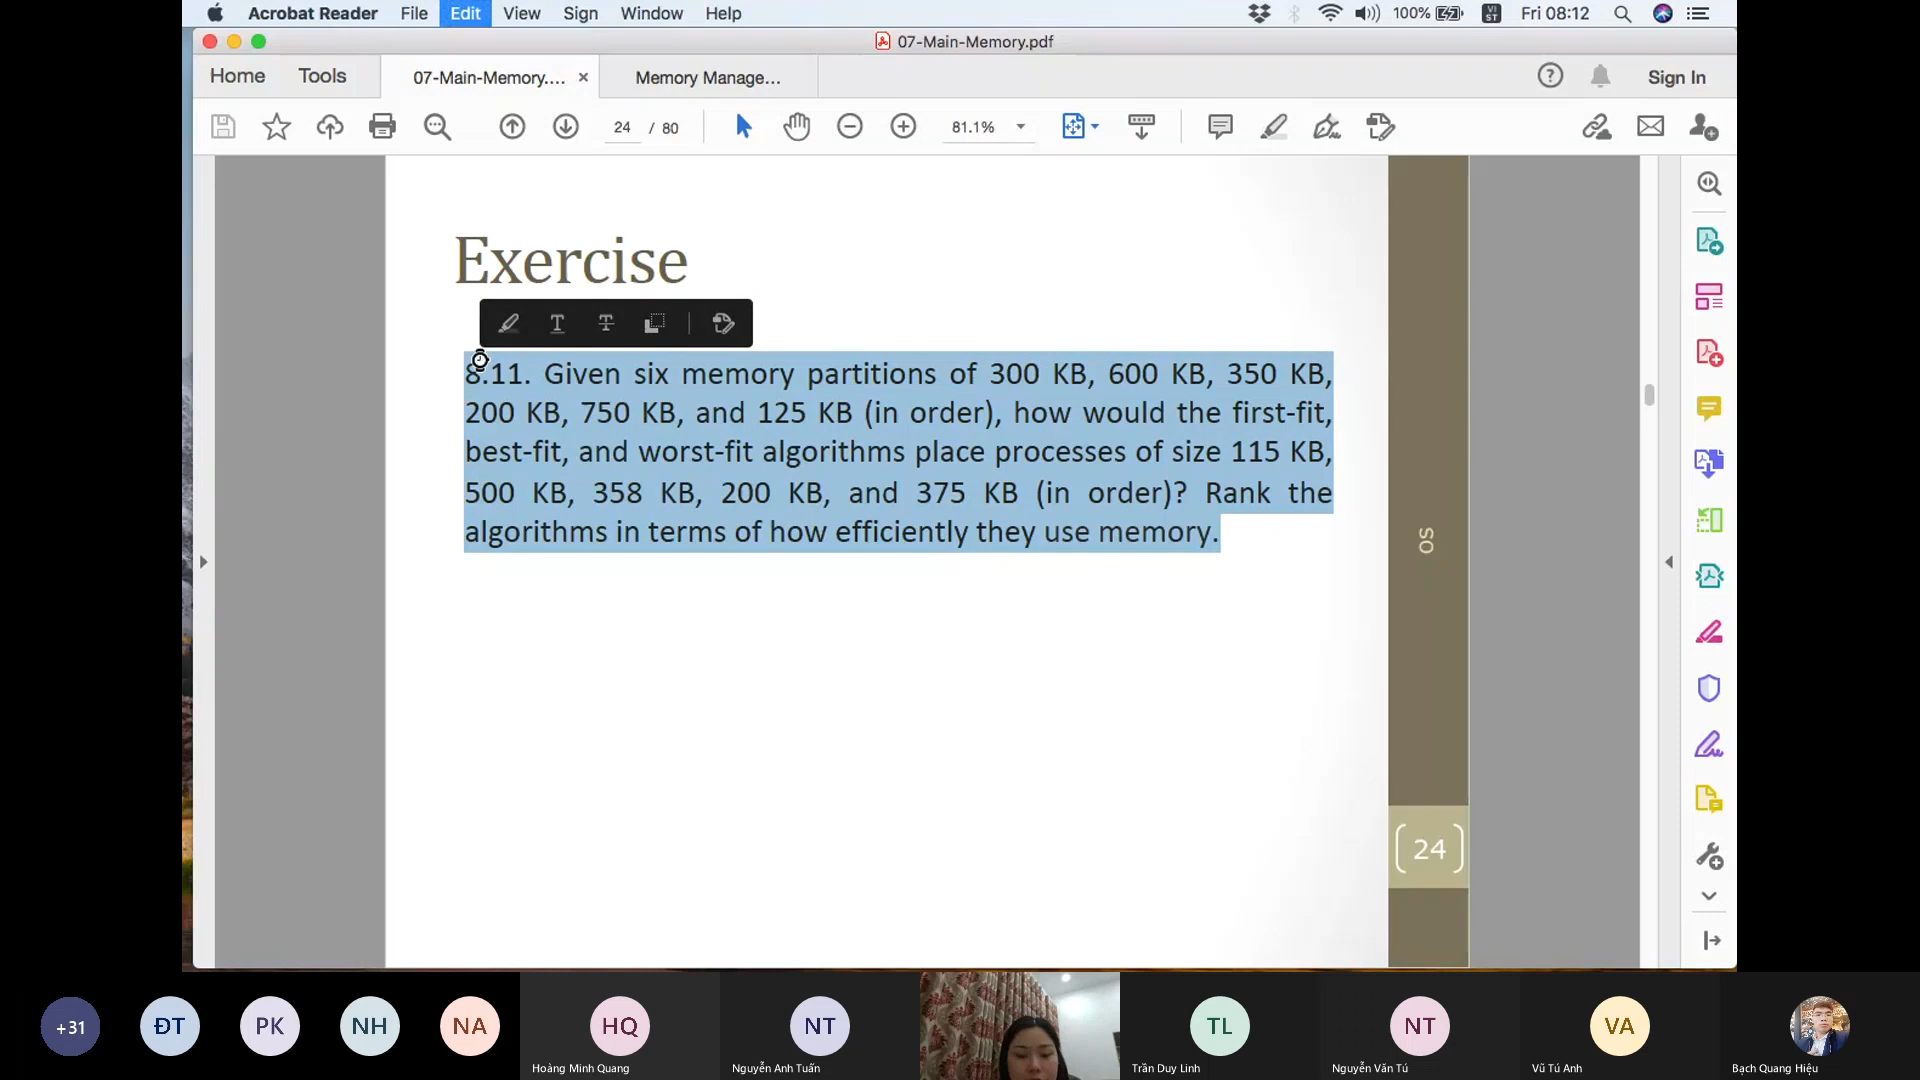 Acrobat Reader File Edit View Sign Window Help 100% VI ST Fri 08:12
07-Main-Memory.pdf
Home Tools 07-Main-Memory.... × Memory Manage... ? Sign In
24 / 80 81.1%
Exercise
8.11. Given six memory partitions of 300 KB, 600 KB, 350 KB,
200 KB, 750 KB, and 125 KB (in order), how would the first-fit,
best-fit, and worst-fit algorithms place processes of size 115 KB,
500 KB, 358 KB, 200 KB, and 375 KB (in order)? Rank the
algorithms in terms of how efficiently they use memory.
OS
24
+31 ĐT PK NH NA HQ NT TL NT VA
Hoàng Minh Quang Nguyễn Anh Tuấn Trần Duy Linh Nguyễn Văn Tú Vũ Tú Anh Bạch Quang Hiệu